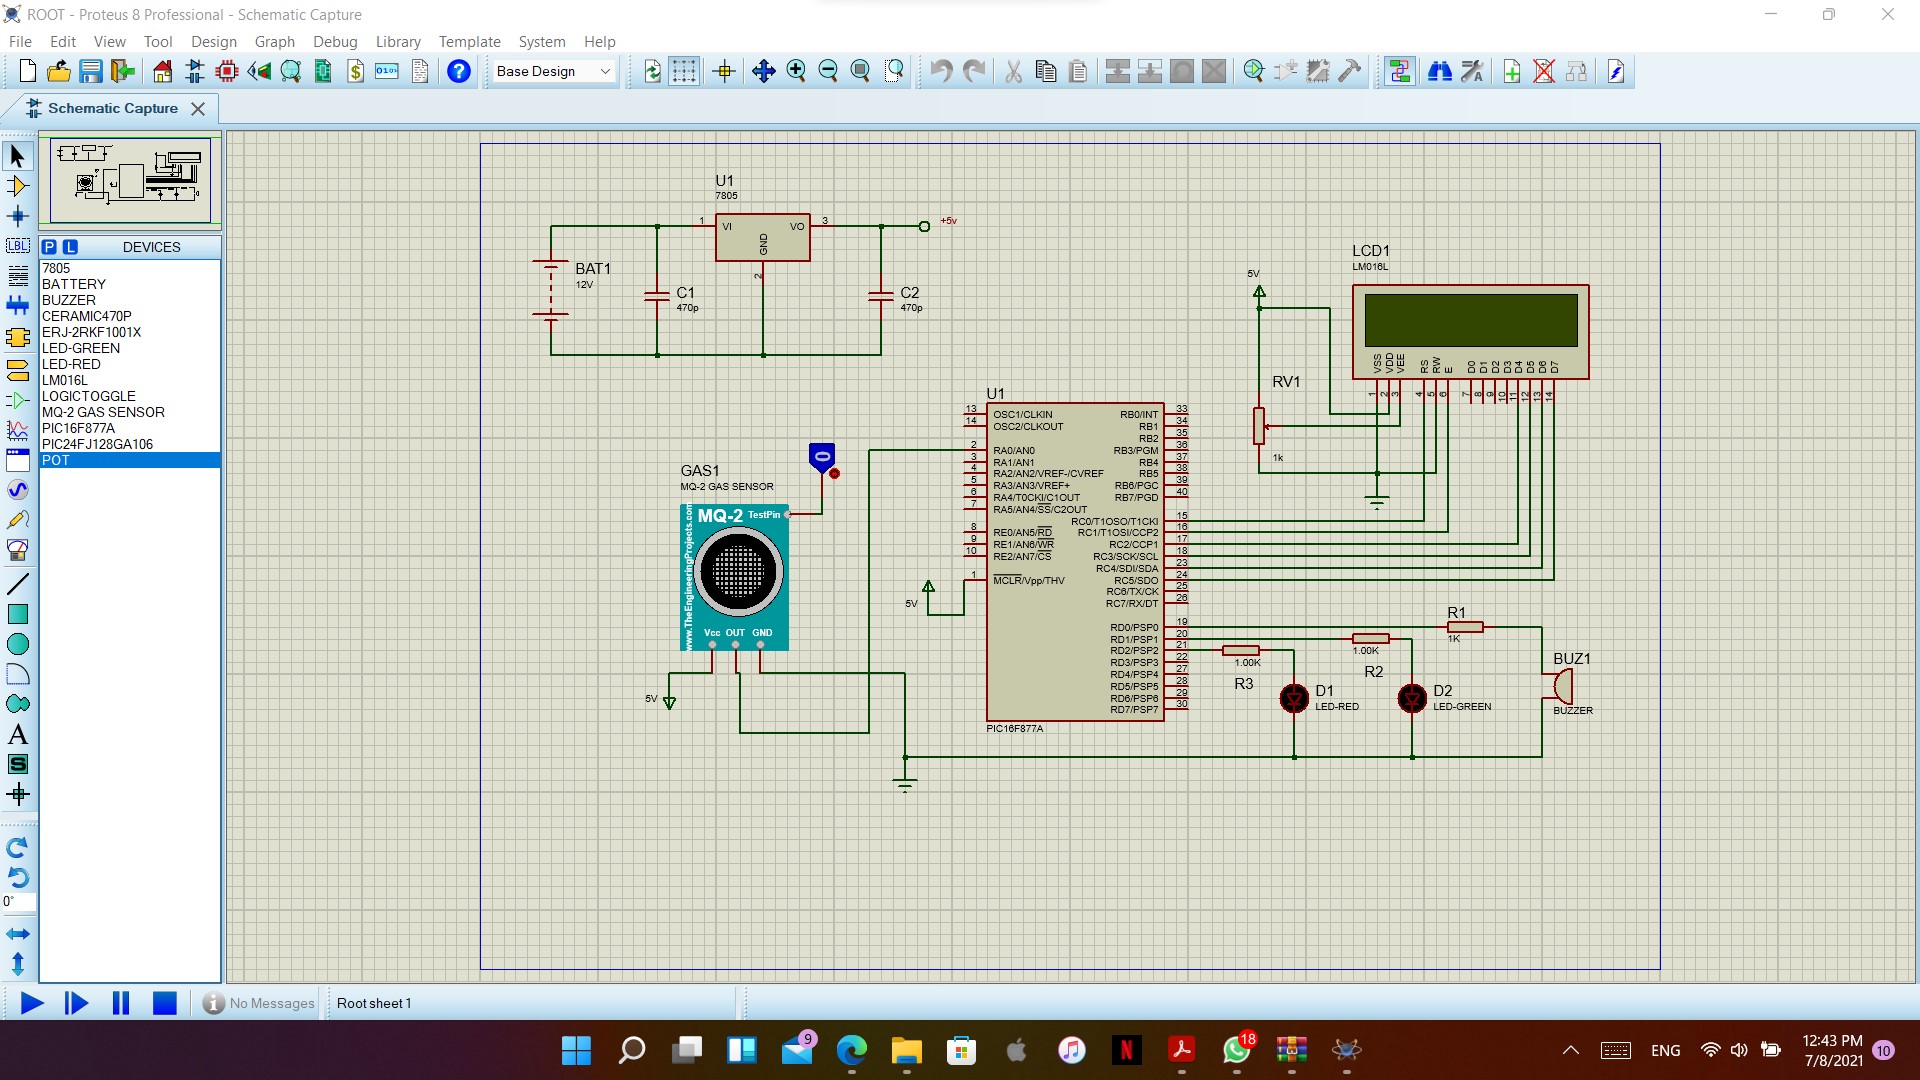 ROOT - Proteus 8 Professional - Schematic Capture
File Edit View Tool Design Graph Debug Library Template System Help
Base Design
Schematic Capture
P L DEVICES
7805
BATTERY
BUZZER
CERAMIC470P
ERJ-2RKF1001X
LED-GREEN
LED-RED
LM016L
LOGICTOGGLE
MQ-2 GAS SENSOR
PIC16F877A
PIC24FJ128GA106
POT
LBL
A
S
0°
U1
7805
1 VI VO 3
GND
2
+5v
BAT1
12V
C1
470p
C2
470p
LCD1
LM016L
5V
VSS VDD VEE RS RW E D0 D1 D2 D3 D4 D5 D6 D7
1 2 3 4 5 6 7 8 9 10 11 12 13 14
RV1
1k
GAS1
MQ-2 GAS SENSOR
0
MQ-2 TestPin
www.TheEngineeringProjects.com
Vcc OUT GND
5V
U1
13 OSC1/CLKIN RB0/INT 33
14 OSC2/CLKOUT RB1 34
RB2 35
2 RA0/AN0 RB3/PGM 36
3 RA1/AN1 RB4 37
4 RA2/AN2/VREF-/CVREF RB5 38
5 RA3/AN3/VREF+ RB6/PGC 39
6 RA4/T0CKI/C1OUT RB7/PGD 40
7 RA5/AN4/SS/C2OUT
RC0/T1OSO/T1CKI 15
8 RE0/AN5/RD RC1/T1OSI/CCP2 16
9 RE1/AN6/WR RC2/CCP1 17
10 RE2/AN7/CS RC3/SCK/SCL 18
RC4/SDI/SDA 23
1 MCLR/Vpp/THV RC5/SDO 24
RC6/TX/CK 25
RC7/RX/DT 26
5V
RD0/PSP0 19
RD1/PSP1 20
RD2/PSP2 21
RD3/PSP3 22
RD4/PSP4 27
RD5/PSP5 28
RD6/PSP6 29
RD7/PSP7 30
PIC16F877A
R1
1K
1.00K
R2
1.00K
R3
D1
LED-RED
D2
LED-GREEN
BUZ1
BUZZER
No Messages
Root sheet 1
9
18
ENG
12:43 PM
7/8/2021
10